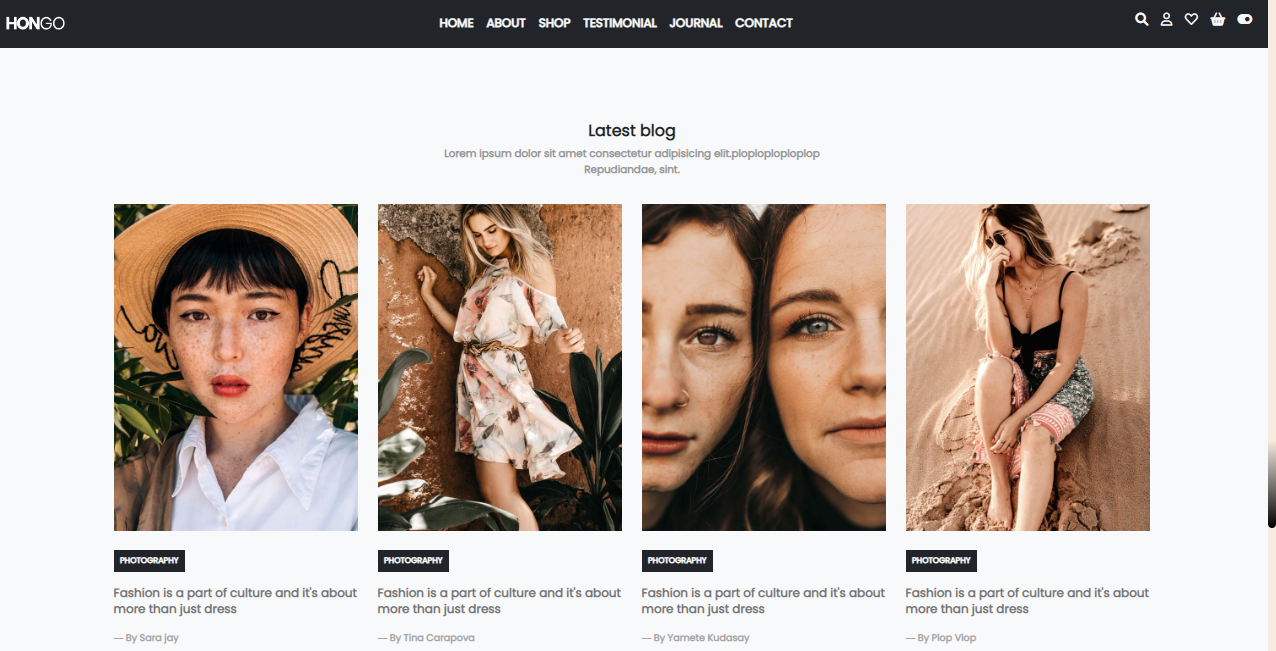 HONGO
HOME ABOUT SHOP TESTIMONIAL JOURNAL CONTACT
Latest blog
Lorem ipsum dolor sit amet consectetur adipisicing elit.ploploploploplop
Repudiandae, sint.
PHOTOGRAPHY
Fashion is a part of culture and it's about
more than just dress
— By Sara jay
PHOTOGRAPHY
Fashion is a part of culture and it's about
more than just dress
— By Tina Carapova
PHOTOGRAPHY
Fashion is a part of culture and it's about
more than just dress
— By Yamete Kudasay
PHOTOGRAPHY
Fashion is a part of culture and it's about
more than just dress
— By Plop Vlop